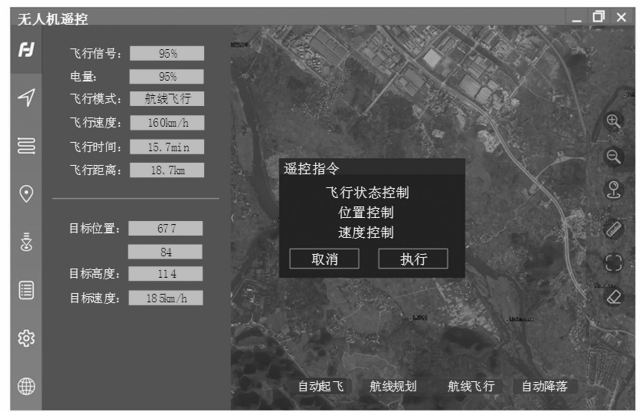 无人机遥控
飞行信号： 95%
电量： 95%
飞行模式： 航线飞行
飞行速度： 160km/h
飞行时间： 15.7min
飞行距离： 18.7km
目标位置： 677
84
目标高度： 114
目标速度： 185km/h
遥控指令
飞行状态控制
位置控制
速度控制
取消 执行
自动起飞 航线规划 航线飞行 自动降落